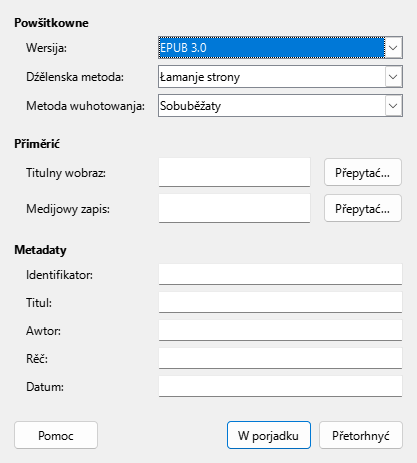 Powšitkowne
Wersija: EPUB 3.0
Dźělenska metoda: Łamanje strony
Metoda wuhotowanja: Sobuběžaty
Přiměrić
Titulny wobraz: Přepytać...
Medijowy zapis: Přepytać...
Metadaty
Identifikator:
Titul:
Awtor:
Rěč:
Datum:
Pomoc W porjadku Přetorhnyć